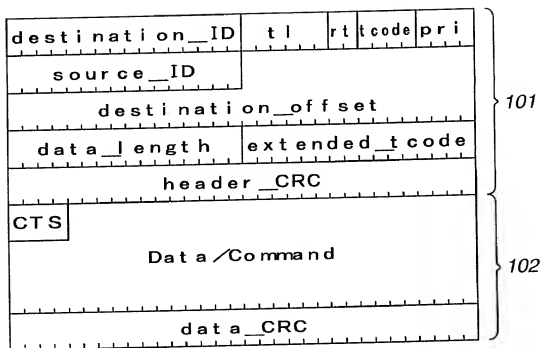 destination_ID tl rt tcode pri
source_ID
destination_offset
101
data_length extended_tcode
header_CRC
CTS
Data/Command
102
data_CRC